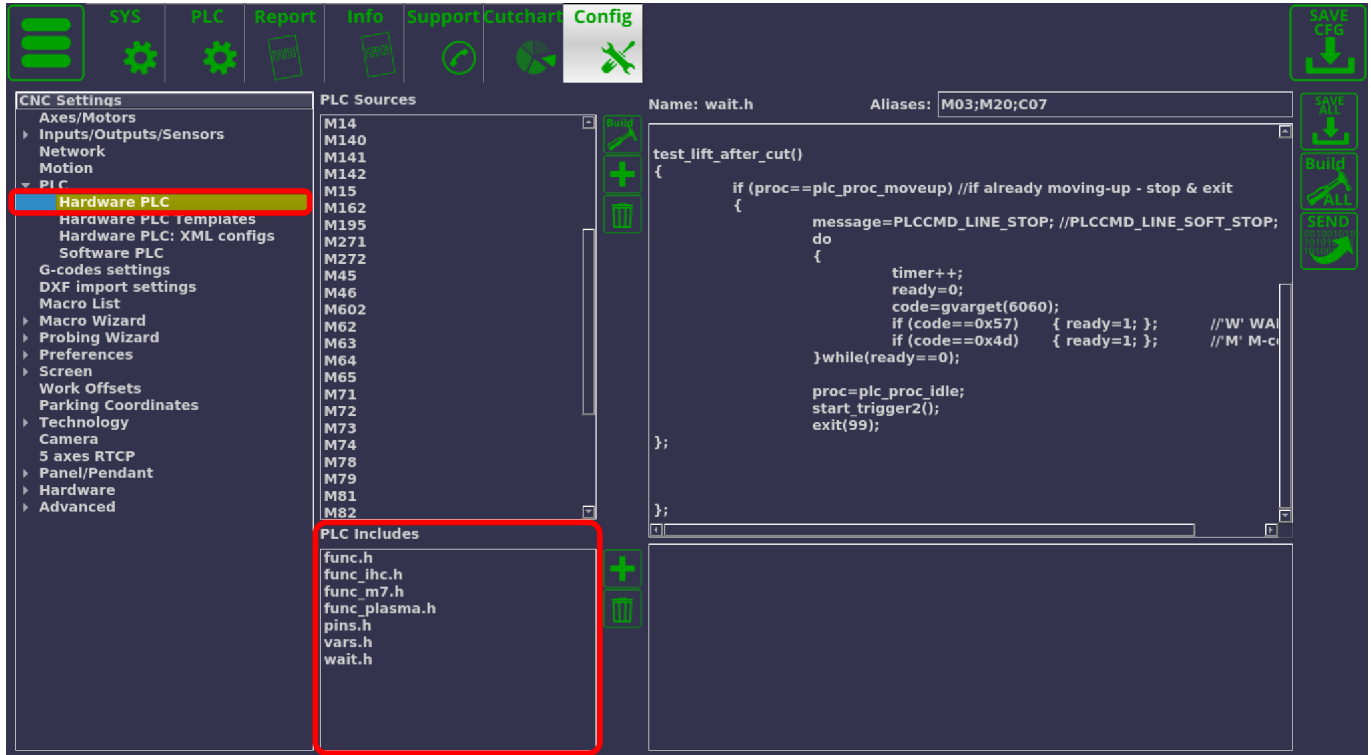 SYS PLC Report Info Support Cutchart Config
SAVE
CFG
CNC Settings
Axes/Motors
Inputs/Outputs/Sensors
Network
Motion
PLC
Hardware PLC
Hardware PLC Templates
Hardware PLC: XML configs
Software PLC
G-codes settings
DXF import settings
Macro List
Macro Wizard
Probing Wizard
Preferences
Screen
Work Offsets
Parking Coordinates
Technology
Camera
5 axes RTCP
Panel/Pendant
Hardware
Advanced
PLC Sources
M14
M140
M141
M142
M15
M162
M195
M271
M272
M45
M46
M602
M62
M63
M64
M65
M71
M72
M73
M74
M78
M79
M81
M82
Build
PLC Includes
func.h
func_ihc.h
func_m7.h
func_plasma.h
pins.h
vars.h
wait.h
Name: wait.h Aliases: M03;M20;C07
test_lift_after_cut()
{
if (proc==plc_proc_moveup) //if already moving-up - stop & exit
{
message=PLCCMD_LINE_STOP; //PLCCMD_LINE_SOFT_STOP;
do
{
timer++;
ready=0;
code=gvarget(6060);
if (code==0x57) { ready=1; }; //'W'
if (code==0x4d) { ready=1; }; //'M'
}while(ready==0);
proc=plc_proc_idle;
start_trigger2();
exit(99);
};
};
SAVE
ALL
Build
ALL
SEND